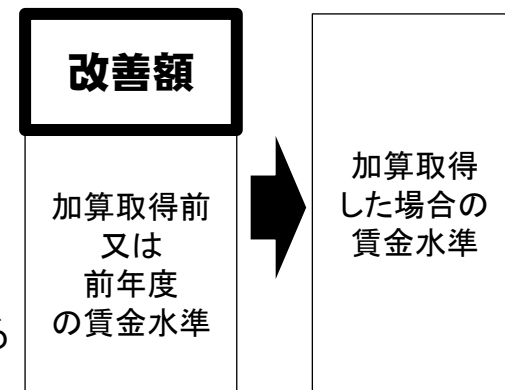 改善額
加算取得前
又は
前年度
の賃金水準
加算取得
した場合の
賃金水準
る